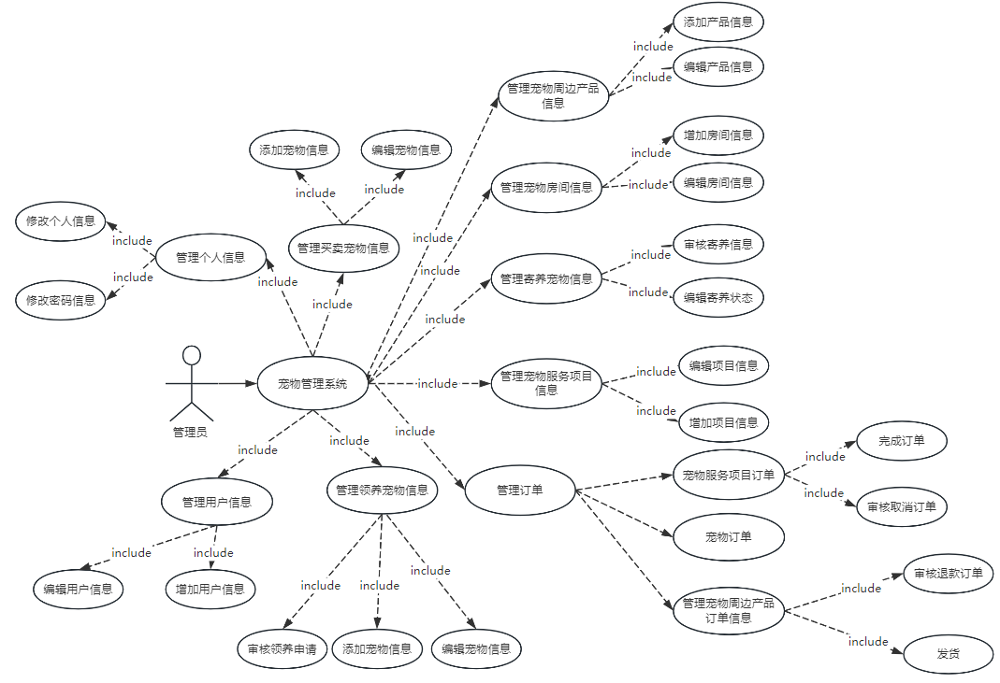 添加产品信息
include
编辑产品信息
include
管理宠物周边产品
信息
增加房间信息
include
编辑房间信息
include
管理宠物房间信息
添加宠物信息
编辑宠物信息
include
include
管理买卖宠物信息
修改个人信息
include
管理个人信息
include
修改密码信息
include
include
include
include
include
审核寄养信息
include
管理寄养宠物信息
include
编辑寄养状态
宠物管理系统
管理员
include
管理宠物服务项目
信息
编辑项目信息
include
include
增加项目信息
include
include
include
管理用户信息
管理领养宠物信息
管理订单
宠物服务项目订单
include
完成订单
include
审核取消订单
宠物订单
include
include
编辑用户信息
增加用户信息
include
include
include
管理宠物周边产品
订单信息
include
审核退款订单
include
发货
审核领养申请
添加宠物信息
编辑宠物信息